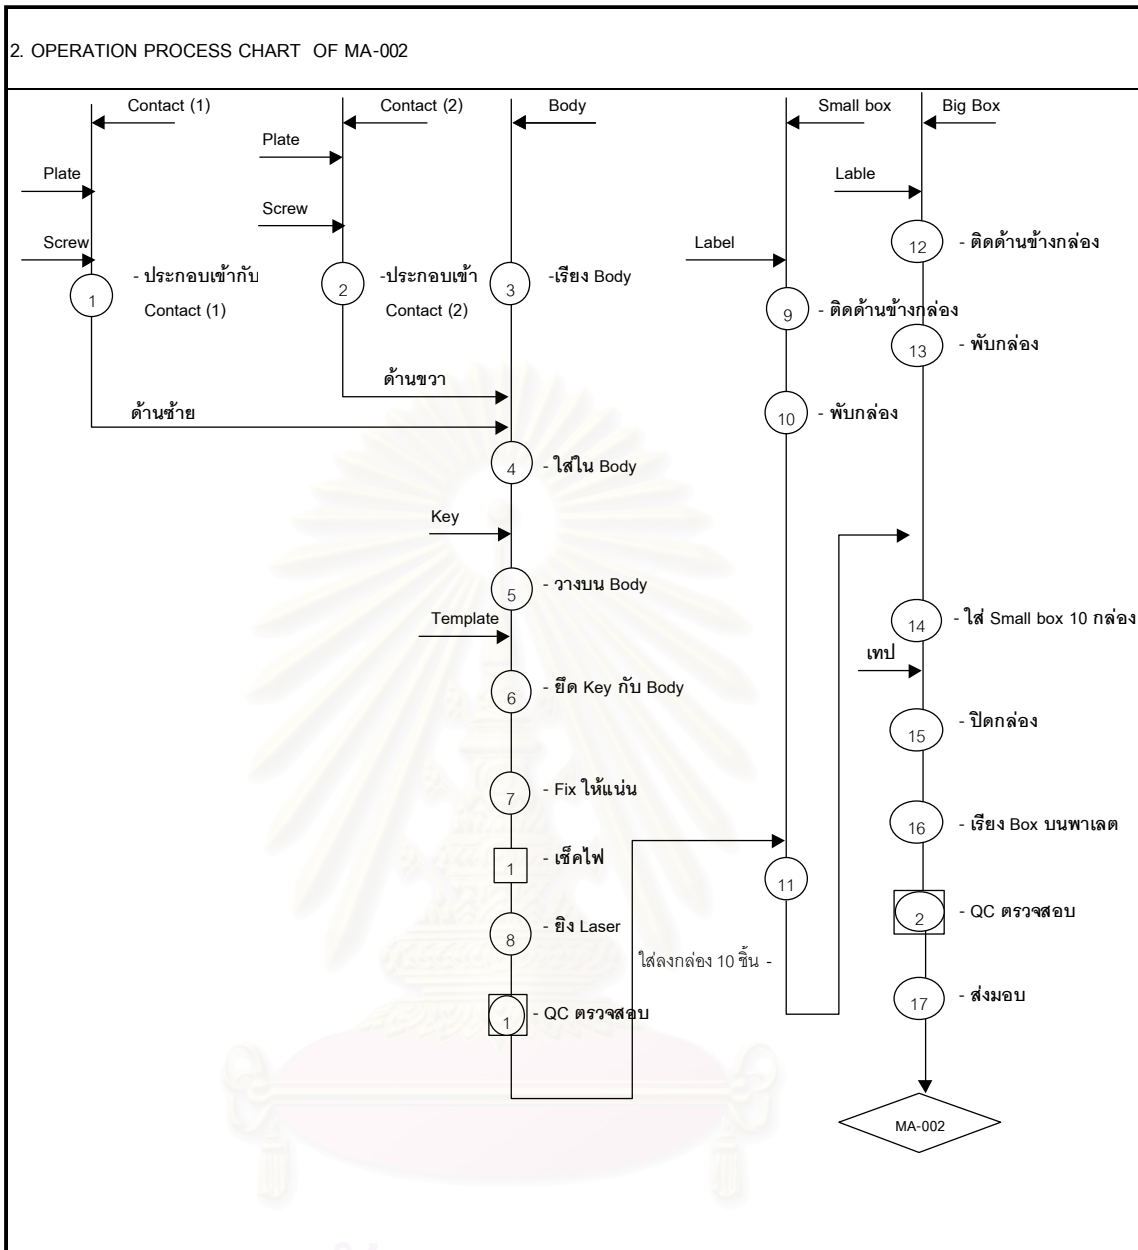 2. OPERATION PROCESS CHART OF MA-002
Contact (1)
Contact (2)
Body
Small box
Big Box
Plate
Plate
Lable
Screw
Screw
Label
12
- ติดด้านข้างกล่อง
1
- ประกอบเข้ากับ
Contact (1)
2
-ประกอบเข้า
Contact (2)
3
-เรียง Body
9
- ติดด้านข้างกล่อง
13
- พับกล่อง
ด้านขวา
ด้านซ้าย
10
- พับกล่อง
4
- ใส่ใน Body
Key
5
- วางบน Body
Template
14
- ใส่ Small box 10 กล่อง
เทป
6
- ยึด Key กับ Body
15
- ปิดกล่อง
7
- Fix ให้แน่น
16
- เรียง Box บนพาเลต
1
- เช็คไฟ
11
8
- ยิง Laser
2
- QC ตรวจสอบ
ใส่ลงกล่อง 10 ชิ้น -
1
- QC ตรวจสอบ
17
- ส่งมอบ
MA-002